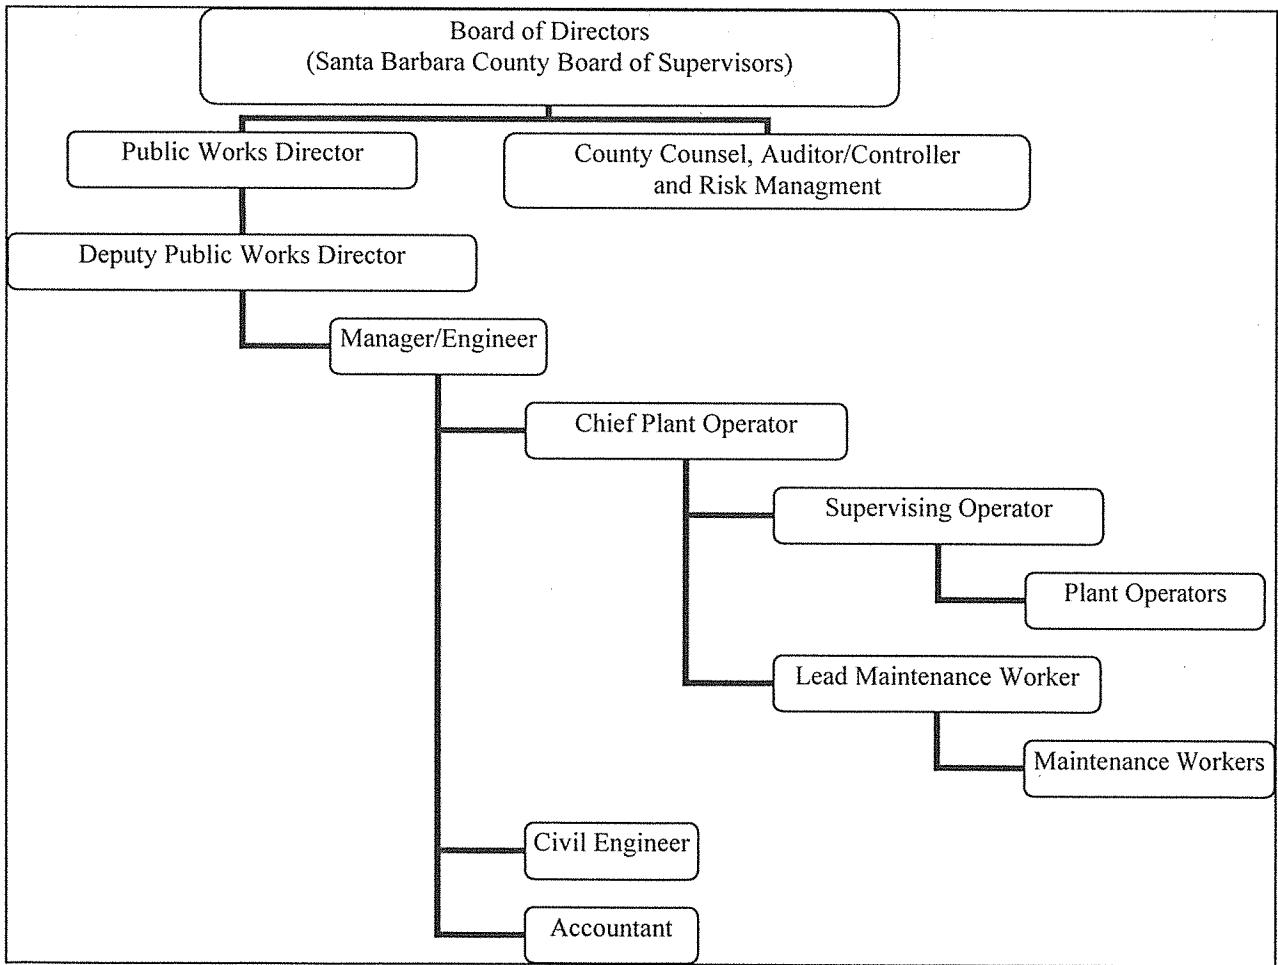 Board of Directors
(Santa Barbara County Board of Supervisors)
Public Works Director
County Counsel, Auditor/Controller
and Risk Managment
Deputy Public Works Director
Manager/Engineer
Chief Plant Operator
Supervising Operator
Plant Operators
Lead Maintenance Worker
Maintenance Workers
Civil Engineer
Accountant